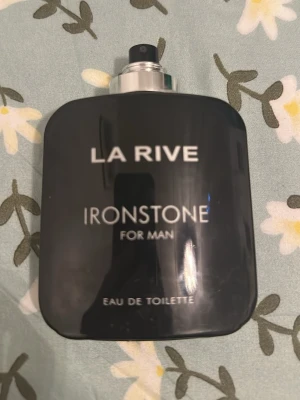 LA RIVE
IRONSTONE
FOR MAN
EAU DE TOILETTE